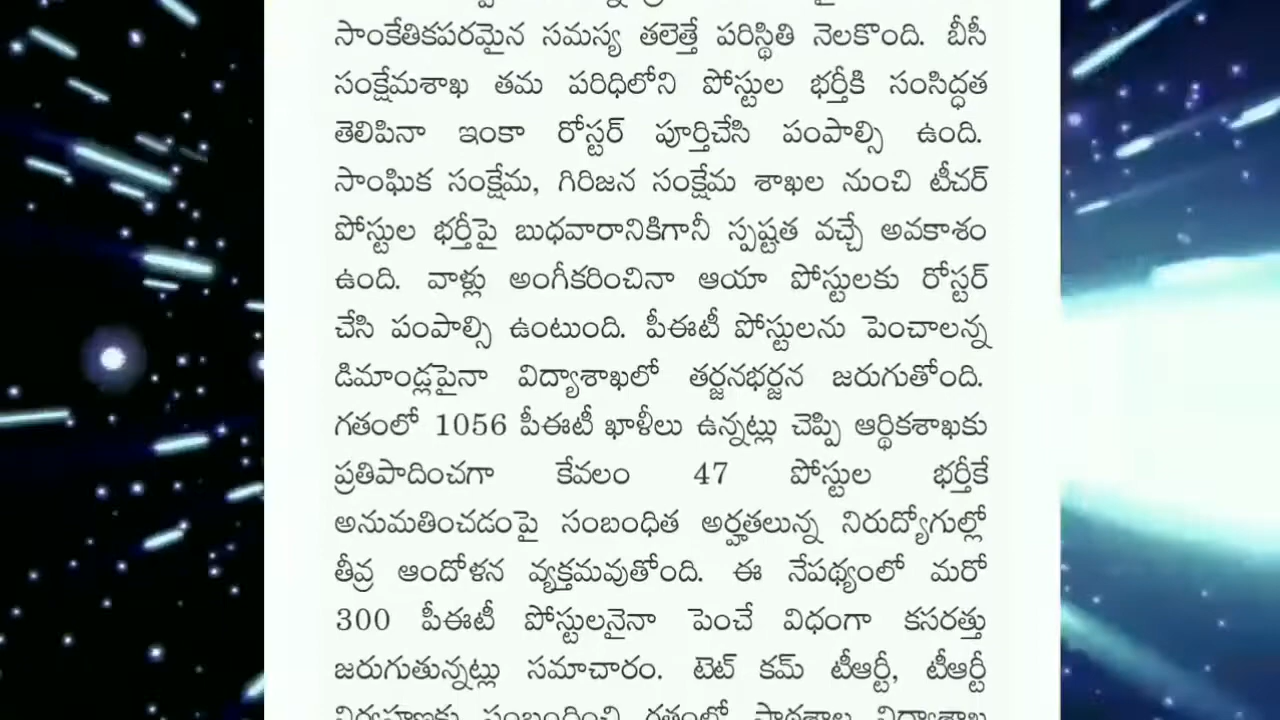 సాంకేతికపరమైన సమస్య తలెత్తే పరిస్థితి నెలకొంది. బీసీ
సంక్షేమశాఖ తమ పరిధిలోని పోస్టుల భర్తీకి సంసిద్ధత
తెలిపినా ఇంకా రోస్టర్ పూర్తిచేసి పంపాల్సి ఉంది.
సాంఘిక సంక్షేమ, గిరిజన సంక్షేమ శాఖల నుంచి టీచర్
పోస్టుల భర్తీపై బుధవారానికిగానీ స్పష్టత వచ్చే అవకాశం
ఉంది. వాళ్లు అంగీకరించినా ఆయా పోస్టులకు రోస్టర్
చేసి పంపాల్సి ఉంటుంది. పీఈటీ పోస్టులను పెంచాలన్న
డిమాండ్లపైనా విద్యాశాఖలో తర్జనభర్జన జరుగుతోంది.
గతంలో 1056 పీఈటీ ఖాళీలు ఉన్నట్లు చెప్పి ఆర్థికశాఖకు
ప్రతిపాదించగా కేవలం 47 పోస్టుల భర్తీకే
అనుమతించడంపై సంబంధిత అర్హతలున్న నిరుద్యోగుల్లో
తీవ్ర ఆందోళన వ్యక్తమవుతోంది. ఈ నేపథ్యంలో మరో
300 పీఈటీ పోస్టులనైనా పెంచే విధంగా కసరత్తు
జరుగుతున్నట్లు సమాచారం. టెట్ కమ్ టీఆర్టీ, టీఆర్టీ
నిర్వహణకు సంబంధించి గతంలో పాఠశాల విద్యాశాఖ